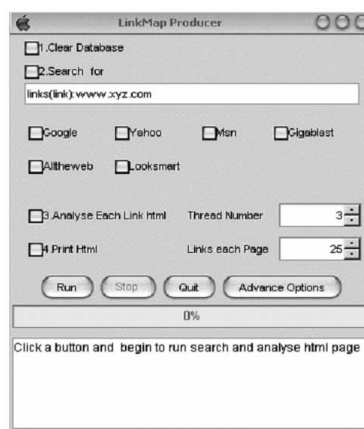 LinkMap Producer
1.Clear Database
2.Search for
links(link):www.xyz.com
Google Yahoo Msn Gigablast
Alltheweb Looksmart
3.Analyse Each Link html Thread Number 3
4.Print Html Links each Page 25
Run Stop Quit Advance Options
0%
Click a button and begin to run search and analyse html page